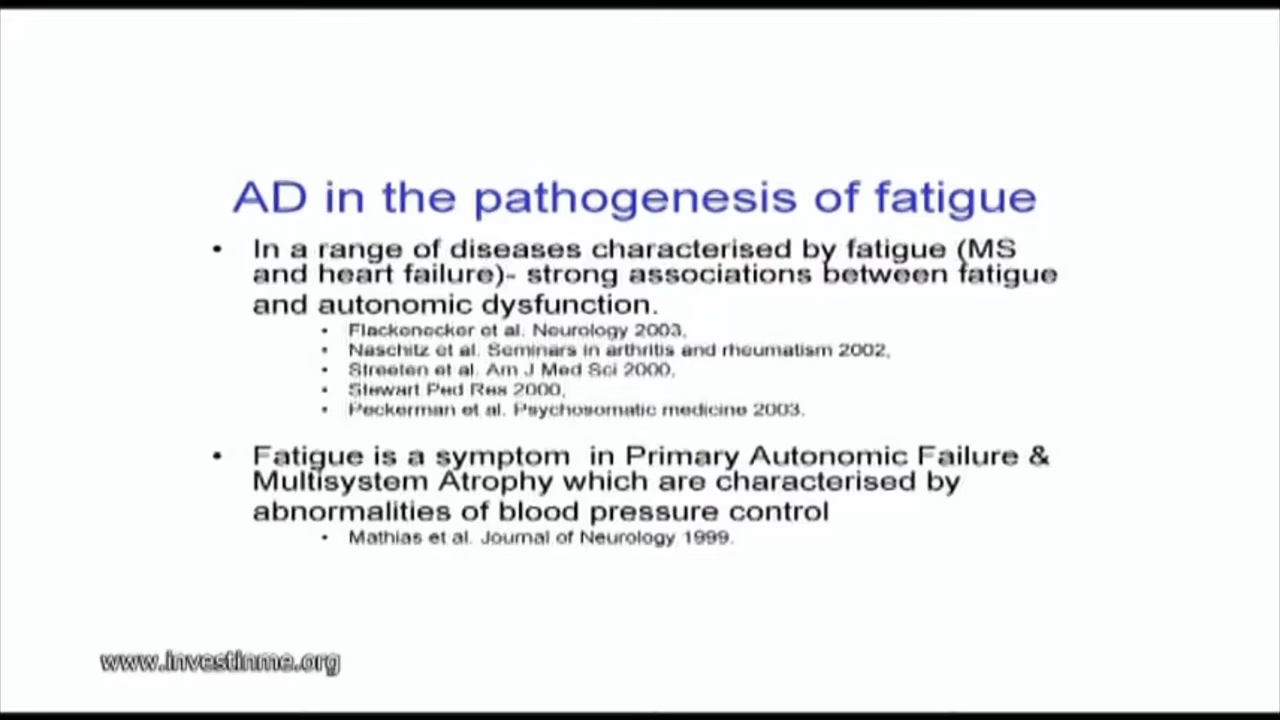 AD in the pathogenesis of fatigue
• In a range of diseases characterised by fatigue (MS
and heart failure)- strong associations between fatigue
and autonomic dysfunction.
• Flackenecker et al. Neurology 2003,
• Naschitz et al. Seminars in arthritis and rheumatism 2002,
• Streeten et al. Am J Med Sci 2000,
• Stewart Ped Res 2000,
• Peckerman et al. Psychosomatic medicine 2003.
• Fatigue is a symptom in Primary Autonomic Failure &
Multisystem Atrophy which are characterised by
abnormalities of blood pressure control
• Mathias et al. Journal of Neurology 1999.
www.investinme.org